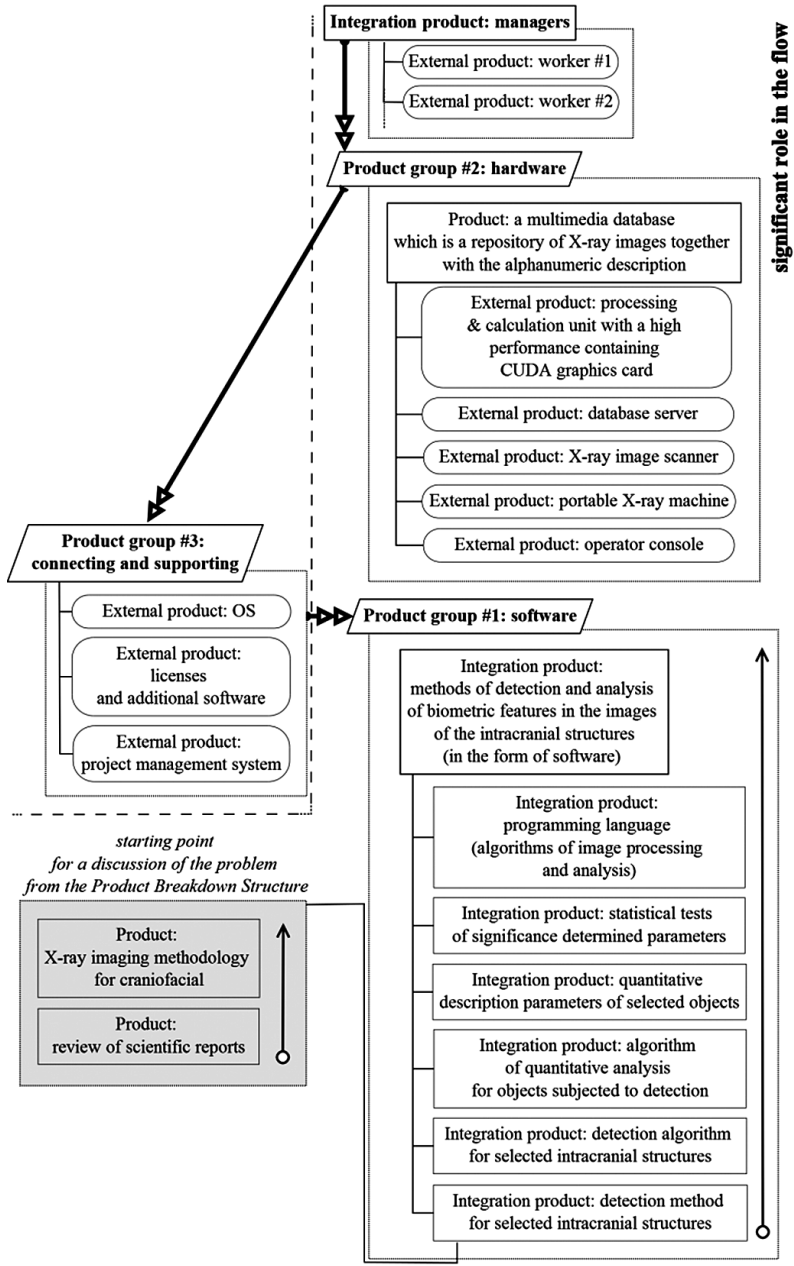 Integration product: managers
External product: worker #1
External product: worker #2
significant role in the flow
Product group #2: hardware
Product: a multimedia database
which is a repository of X-ray images together
with the alphanumeric description
External product: processing
& calculation unit with a high
performance containing
CUDA graphics card
External product: database server
External product: X-ray image scanner
External product: portable X-ray machine
External product: operator console
Product group #3:
connecting and supporting
External product: OS
External product:
licenses
and additional software
External product:
project management system
Product group #1: software
Integration product:
methods of detection and analysis
of biometric features in the images
of the intracranial structures
(in the form of software)
Integration product:
programming language
(algorithms of image processing
and analysis)
Integration product: statistical tests
of significance determined parameters
Integration product: quantitative
description parameters of selected objects
Integration product: algorithm
of quantitative analysis
for objects subjected to detection
Integration product: detection algorithm
for selected intracranial structures
Integration product: detection method
for selected intracranial structures
starting point
for a discussion of the problem
from the Product Breakdown Structure
Product:
X-ray imaging methodology
for craniofacial
Product:
review of scientific reports